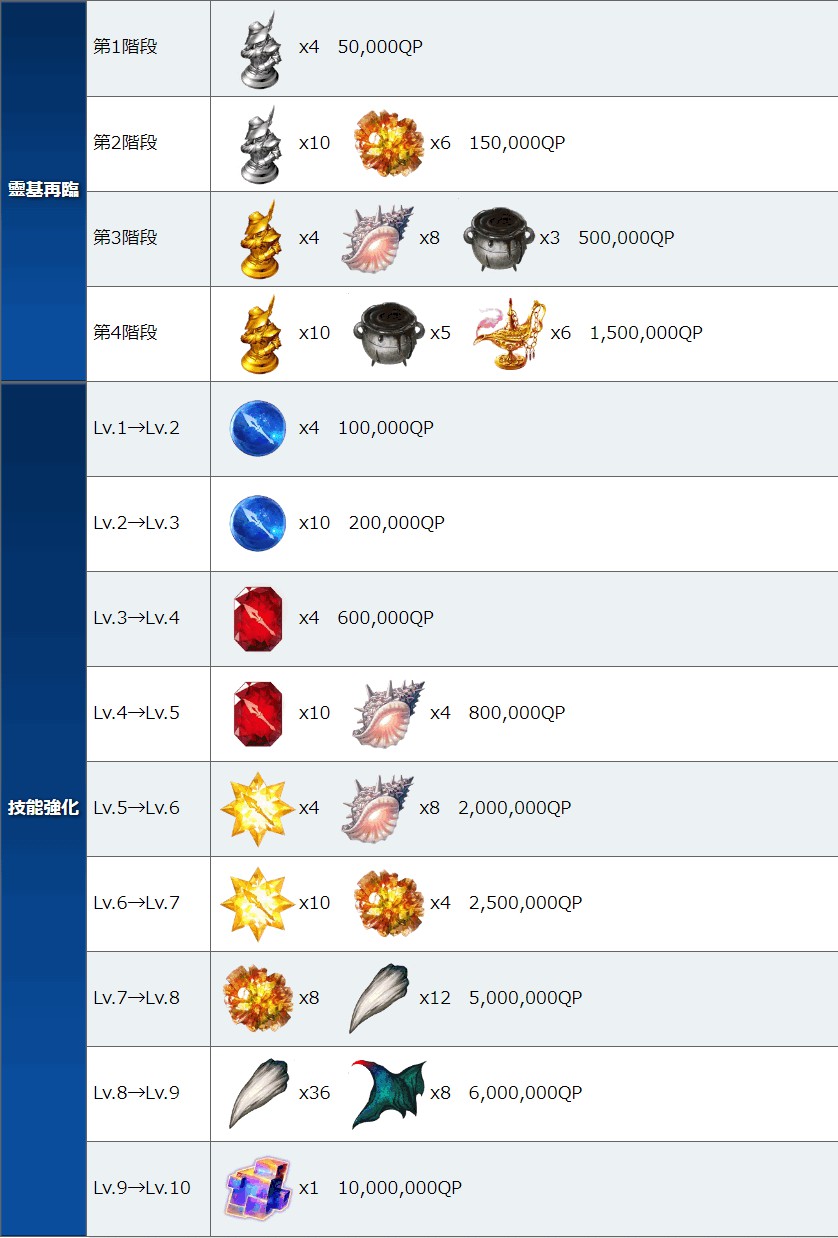 靈基再臨
第1階段 x4 50,000QP
第2階段 x10 x6 150,000QP
第3階段 x4 x8 x3 500,000QP
第4階段 x10 x5 x6 1,500,000QP
技能強化
Lv.1→Lv.2 x4 100,000QP
Lv.2→Lv.3 x10 200,000QP
Lv.3→Lv.4 x4 600,000QP
Lv.4→Lv.5 x10 x4 800,000QP
Lv.5→Lv.6 x4 x8 2,000,000QP
Lv.6→Lv.7 x10 x4 2,500,000QP
Lv.7→Lv.8 x8 x12 5,000,000QP
Lv.8→Lv.9 x36 x8 6,000,000QP
Lv.9→Lv.10 x1 10,000,000QP